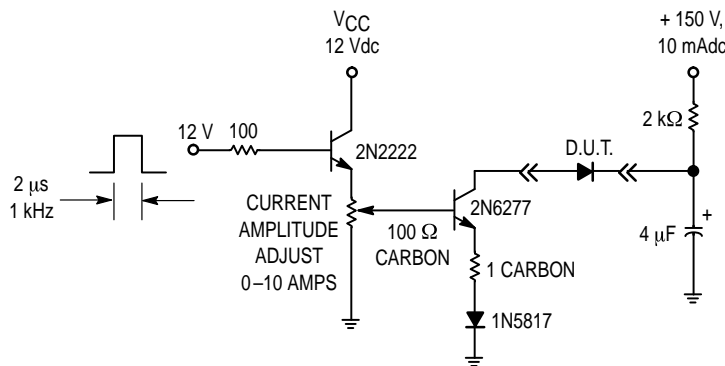 VCC
12 Vdc
+ 150 V,
10 mAdc
12 V
100
2N2222
2 kΩ
D.U.T.
2 μs
1 kHz
CURRENT
AMPLITUDE
ADJUST
0–10 AMPS
100 Ω
CARBON
2N6277
+
4 μF
1 CARBON
1N5817